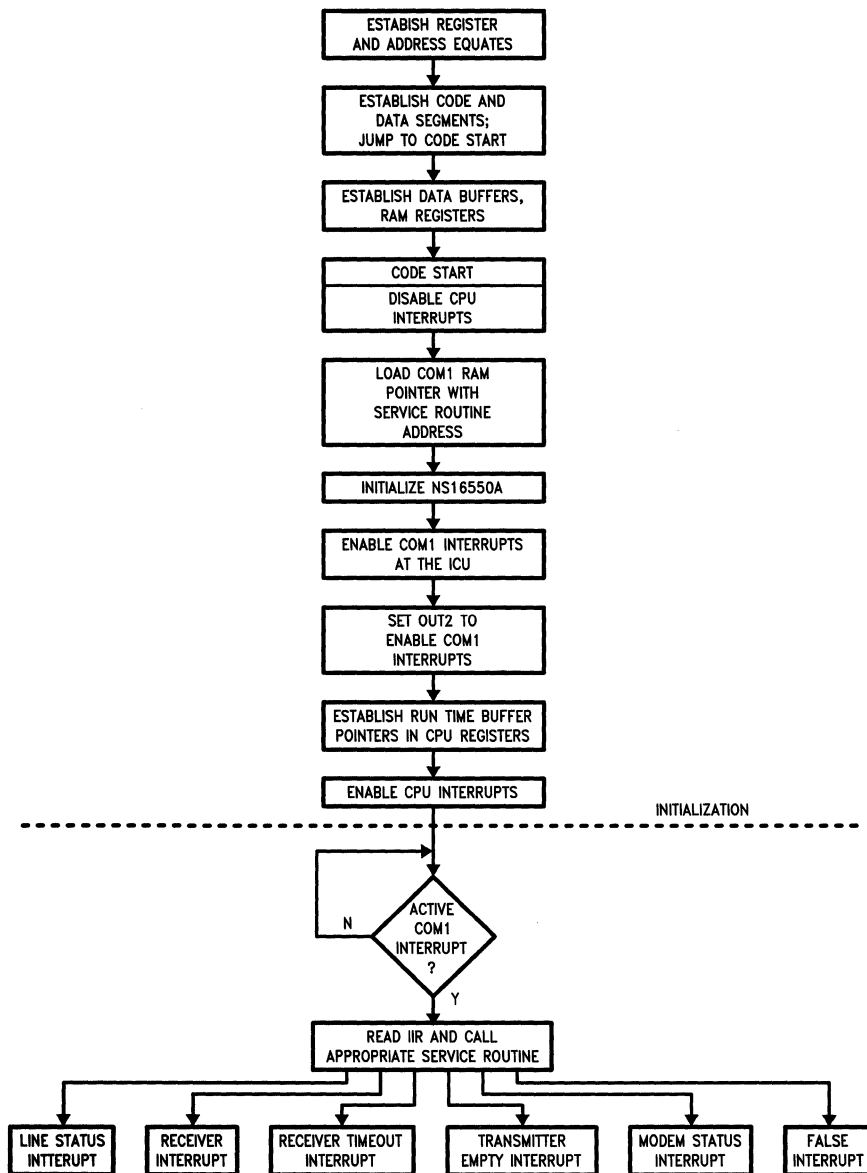 ESTABISH REGISTER
AND ADDRESS EQUATES
ESTABLISH CODE AND
DATA SEGMENTS;
JUMP TO CODE START
ESTABLISH DATA BUFFERS,
RAM REGISTERS
CODE START
DISABLE CPU
INTERRUPTS
LOAD COM1 RAM
POINTER WITH
SERVICE ROUTINE
ADDRESS
INITIALIZE NS16550A
ENABLE COM1 INTERRUPTS
AT THE ICU
SET OUT2 TO
ENABLE COM1
INTERRUPTS
ESTABLISH RUN TIME BUFFER
POINTERS IN CPU REGISTERS
ENABLE CPU INTERRUPTS
INITIALIZATION
ACTIVE
COM1
INTERRUPT
?
N
Y
READ IIR AND CALL
APPROPRIATE SERVICE ROUTINE
LINE STATUS
INTTERUPT
RECEIVER
INTERRUPT
RECEIVER TIMEOUT
INTERRUPT
TRANSMITTER
EMPTY INTERRUPT
MODEM STATUS
INTERRUPT
FALSE
INTERRUPT